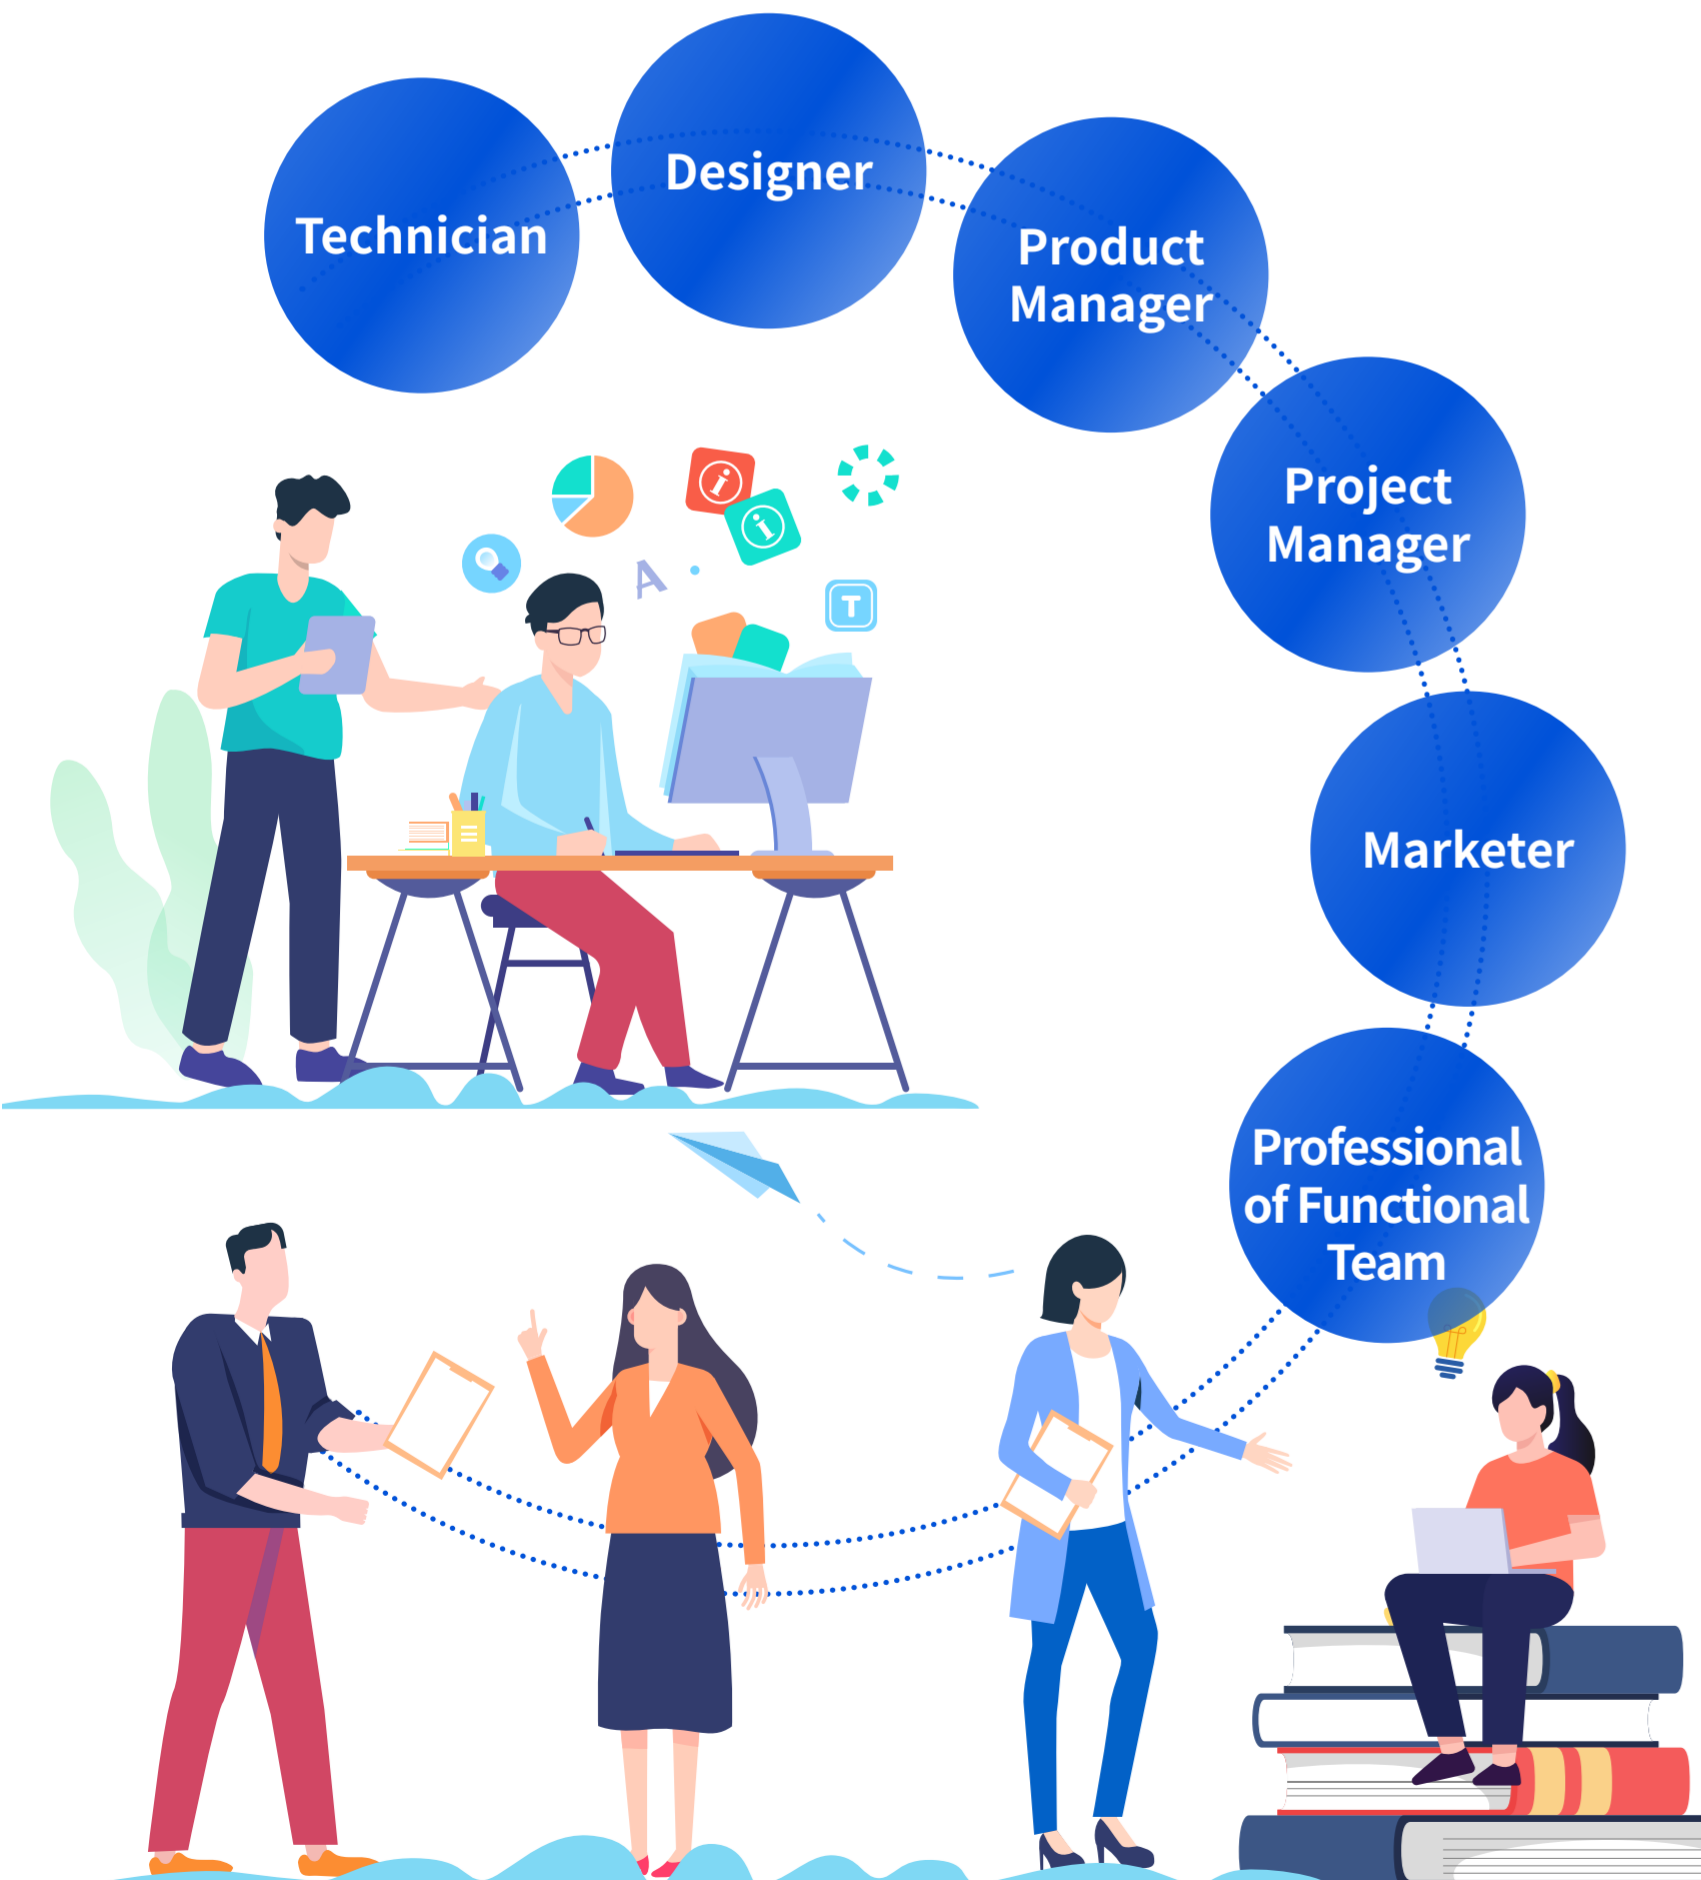 Technician
Designer
Product
Manager
Project
Manager
Marketer
Professional
of Functional
Team
i
i
A
T